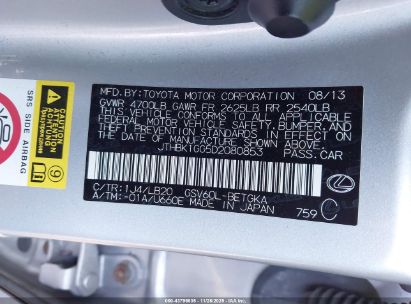 MFD.BY:TOYOTA MOTOR CORPORATION 08/13
GVWR 4700LB GAWR FR 2625LB RR 2540LB
THIS VEHICLE CONFORMS TO ALL APPLICABLE
FEDERAL MOTOR VEHICLE SAFETY, BUMPER, AND
THEFT PREVENTION STANDARDS IN EFFECT ON
THE DATE OF MANUFACTURE SHOWN ABOVE.
JTHBK1GG5D2080853 PASS.CAR
C/TR:1J4/LB20 GSV60L-BETGKA
A/TM:-01A/U660E MADE IN JAPAN
759 C
SRS SIDE AIRBAG
9